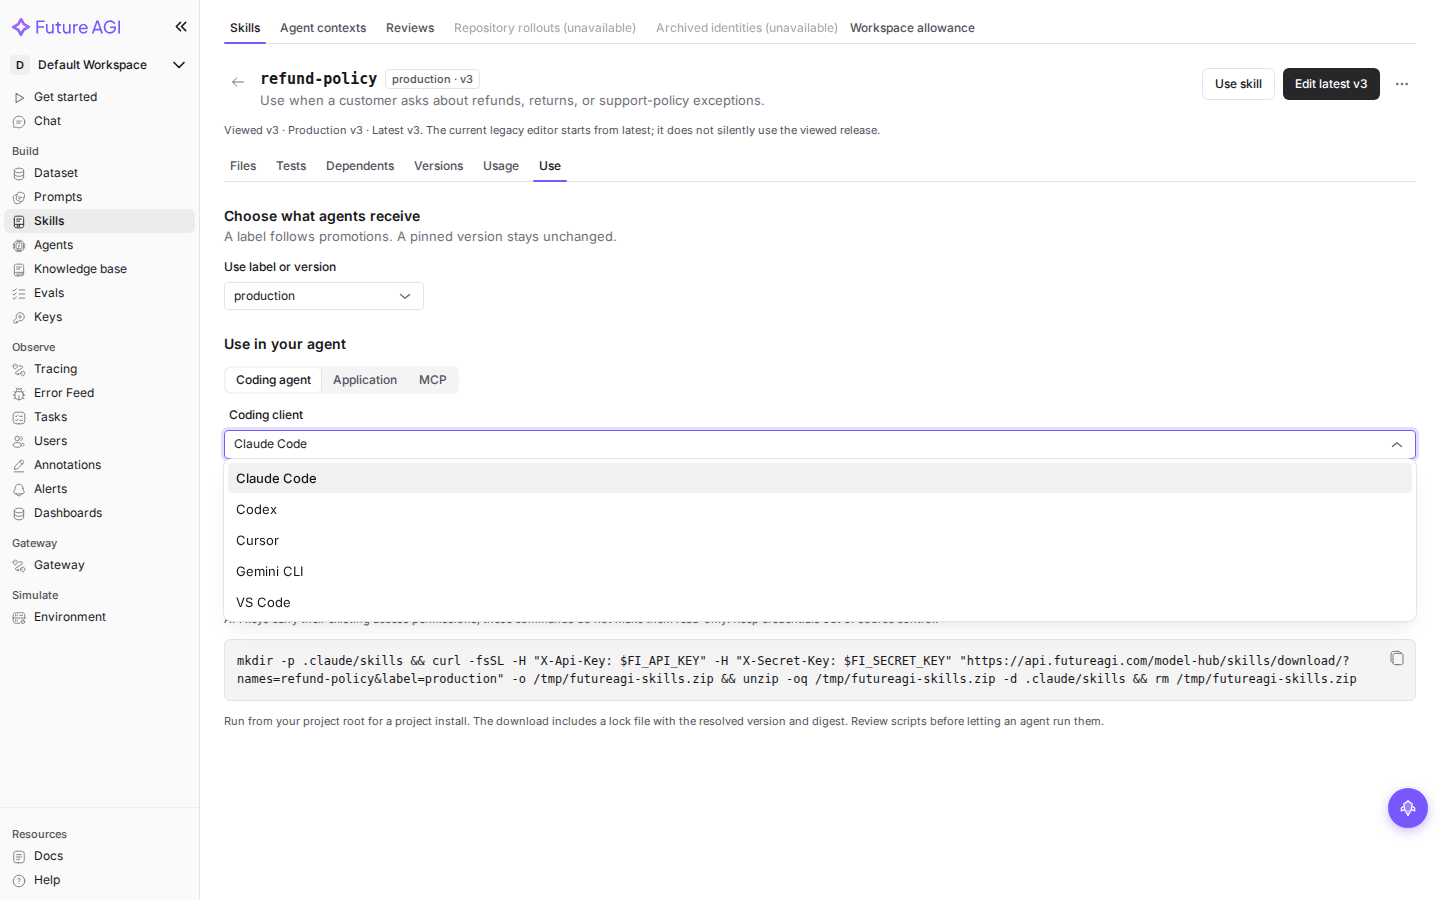 Future AGI
D Default Workspace
Get started
Chat
Build
Dataset
Prompts
Skills
Agents
Knowledge base
Evals
Keys
Observe
Tracing
Error Feed
Tasks
Users
Annotations
Alerts
Dashboards
Gateway
Gateway
Simulate
Environment
Resources
Docs
Help
Skills Agent contexts Reviews Repository rollouts (unavailable) Archived identities (unavailable) Workspace allowance
refund-policy production · v3
Use when a customer asks about refunds, returns, or support-policy exceptions.
Use skill Edit latest v3
Viewed v3 · Production v3 · Latest v3. The current legacy editor starts from latest; it does not silently use the viewed release.
Files Tests Dependents Versions Usage Use
Choose what agents receive
A label follows promotions. A pinned version stays unchanged.
Use label or version
production
Use in your agent
Coding agent Application MCP
Coding client
Claude Code
Claude Code
Codex
Cursor
Gemini CLI
VS Code
mkdir -p .claude/skills && curl -fsSL -H "X-Api-Key: $FI_API_KEY" -H "X-Secret-Key: $FI_SECRET_KEY" "https://api.futureagi.com/model-hub/skills/download/?
names=refund-policy&label=production" -o /tmp/futureagi-skills.zip && unzip -oq /tmp/futureagi-skills.zip -d .claude/skills && rm /tmp/futureagi-skills.zip
Run from your project root for a project install. The download includes a lock file with the resolved version and digest. Review scripts before letting an agent run them.